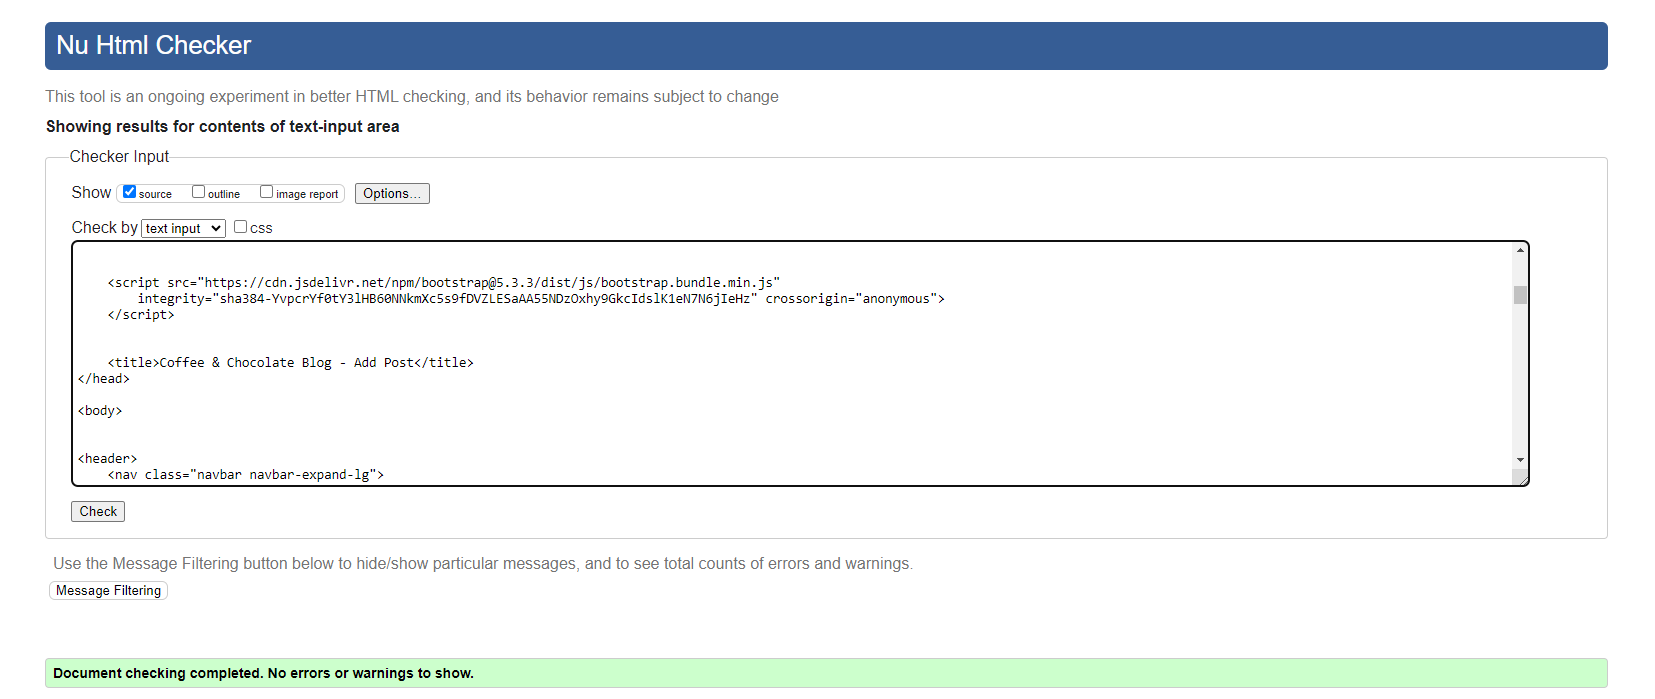 Nu Html Checker
This tool is an ongoing experiment in better HTML checking, and its behavior remains subject to change
Showing results for contents of text-input area
Checker Input
Show source outline image report Options...
Check by text input css
<script src="https://cdn.jsdelivr.net/npm/bootstrap@5.3.3/dist/js/bootstrap.bundle.min.js"
integrity="sha384-YvpcrYf0tY3lHB60NNkmXc5s9fDVZLESaAA55NDzOxhy9GkcIdslK1eN7N6jIeHz" crossorigin="anonymous">
</script>
<title>Coffee & Chocolate Blog - Add Post</title>
</head>
<body>
<header>
<nav class="navbar navbar-expand-lg">
Check
Use the Message Filtering button below to hide/show particular messages, and to see total counts of errors and warnings.
Message Filtering
Document checking completed. No errors or warnings to show.